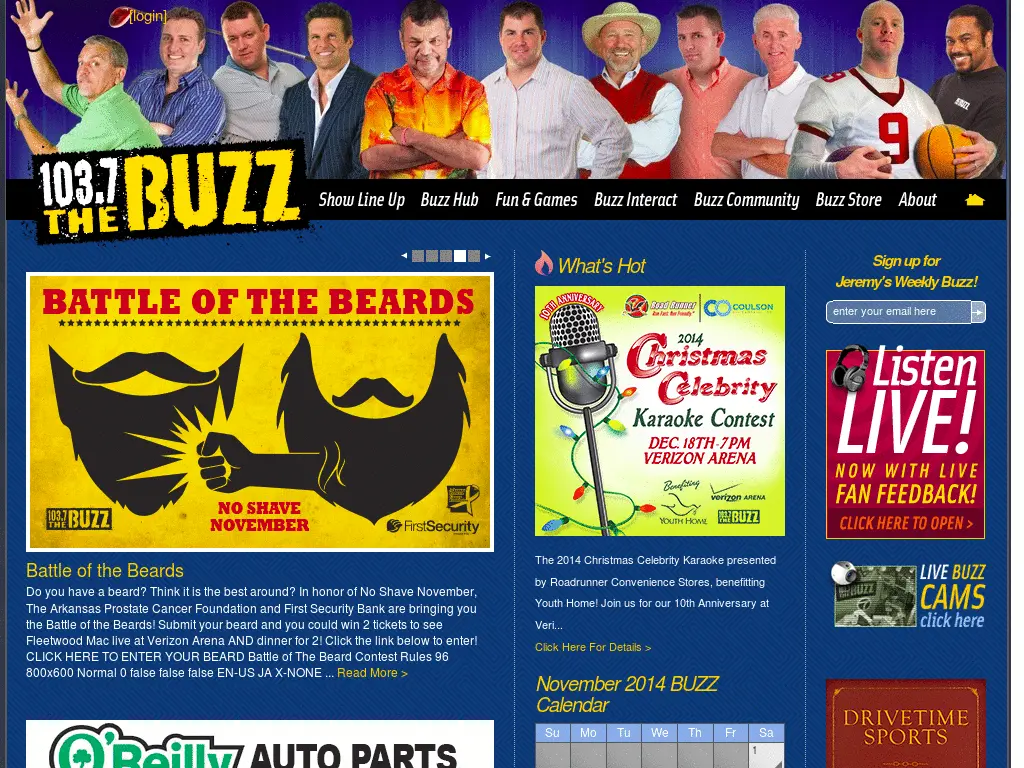 [login]
9
BUZZ
103.7
THE BUZZ
Show Line Up Buzz Hub Fun & Games Buzz Interact Buzz Community Buzz Store About
BATTLE OF THE BEARDS
NO SHAVE
NOVEMBER
103.7
THE BUZZ
FirstSecurity
Battle of the Beards
Do you have a beard? Think it is the best around? In honor of No Shave November,
The Arkansas Prostate Cancer Foundation and First Security Bank are bringing you
the Battle of the Beards! Submit your beard and you could win 2 tickets to see
Fleetwood Mac live at Verizon Arena AND dinner for 2! Click the link below to enter!
CLICK HERE TO ENTER YOUR BEARD Battle of The Beard Contest Rules 96
800x600 Normal 0 false false false EN-US JA X-NONE ... Read More >
O'Reilly AUTO PARTS
What's Hot
10TH ANNIVERSARY
Road Runner
COULSON
2014
Christmas
Celebrity
Karaoke Contest
DEC. 18TH-7PM
VERIZON ARENA
Benefiting
YOUTH HOME
verizon ARENA
103.7
THE BUZZ
The 2014 Christmas Celebrity Karaoke presented
by Roadrunner Convenience Stores, benefitting
Youth Home! Join us for our 10th Anniversary at
Veri...
Click Here For Details >
November 2014 BUZZ
Calendar
Su Mo Tu We Th Fr Sa
1
Sign up for
Jeremy's Weekly Buzz!
enter your email here
Listen
LIVE!
NOW WITH LIVE
FAN FEEDBACK!
CLICK HERE TO OPEN >
LIVE BUZZ
CAMS
click here
DRIVETIME
SPORTS